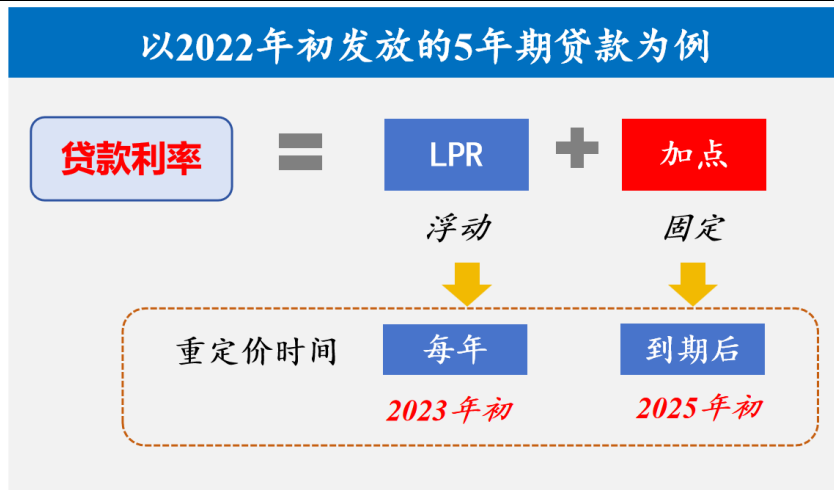 以2022年初发放的5年期贷款为例
贷款利率 = LPR + 加点
浮动 固定
重定价时间 每年 到期后
2023年初 2025年初